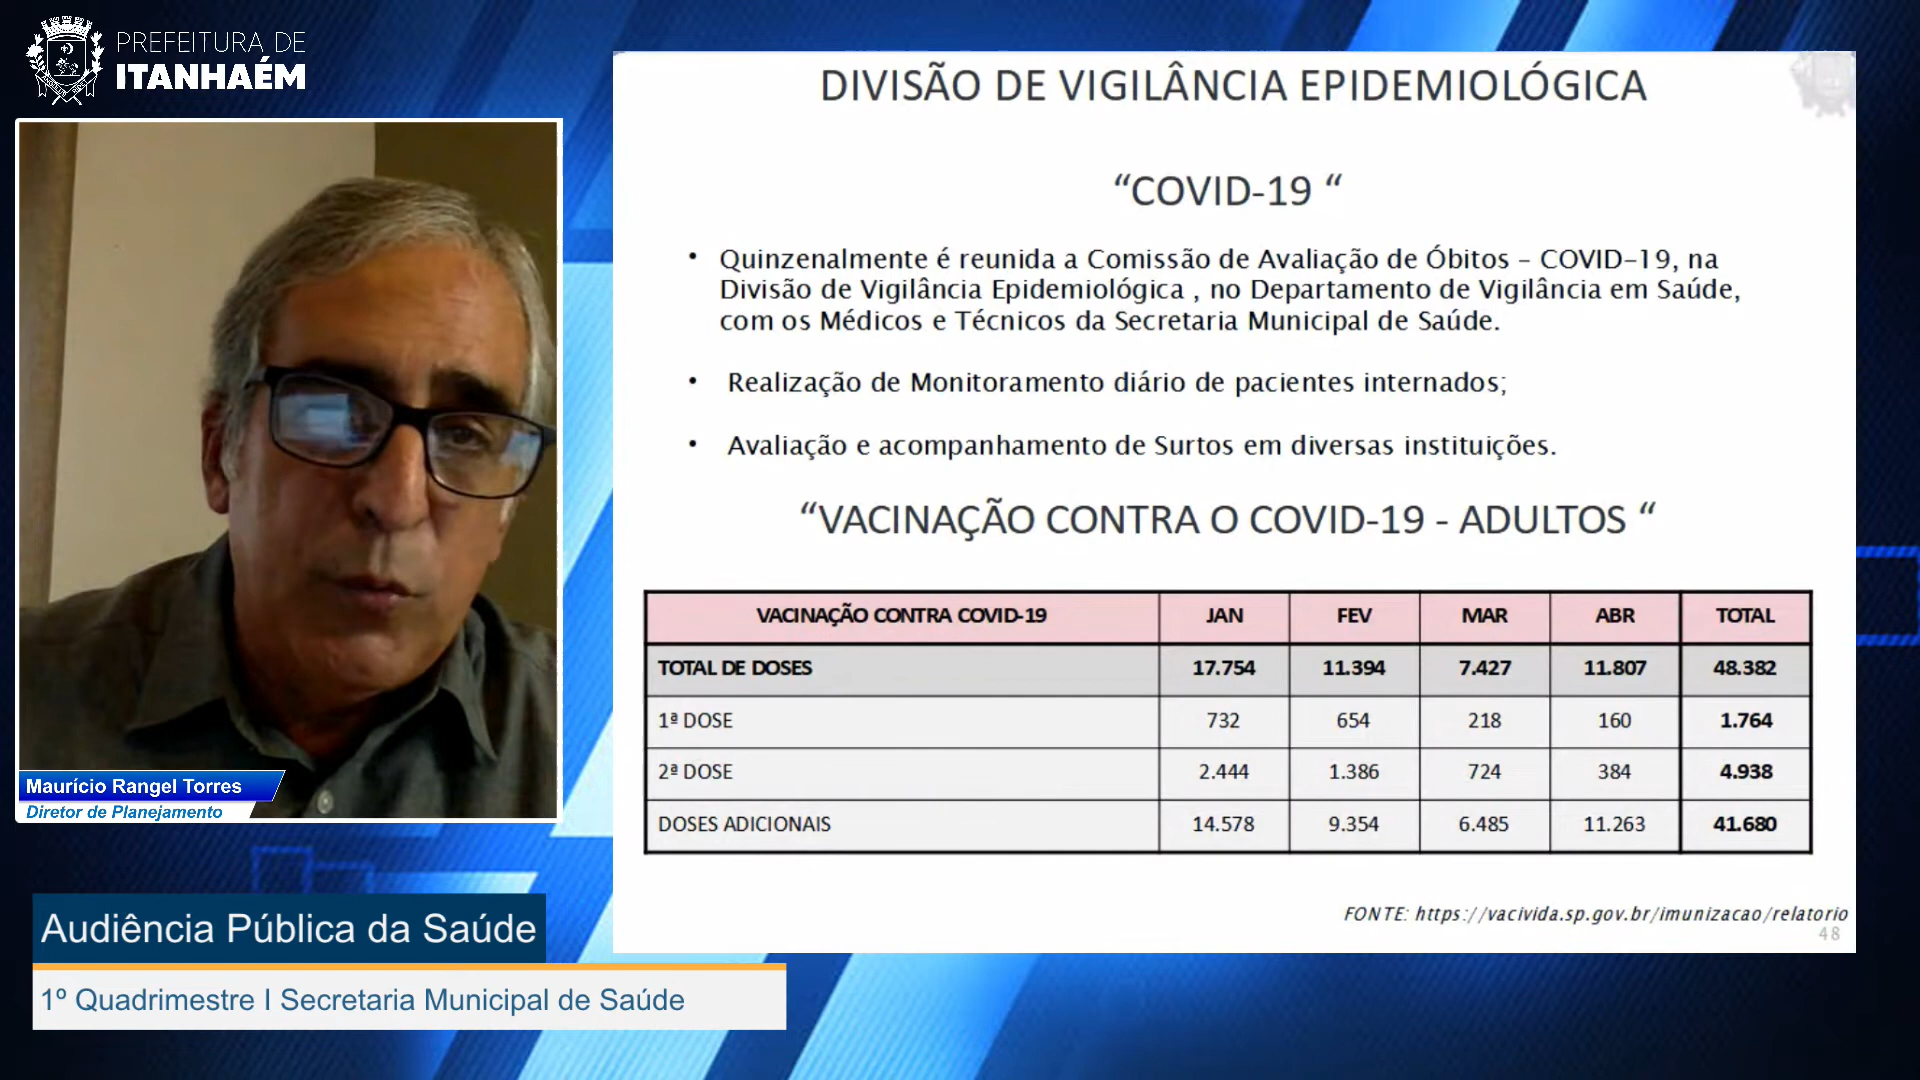 PREFEITURA DE
ITANHAÉM
Maurício Rangel Torres
Diretor de Planejamento
Audiência Pública da Saúde
1º Quadrimestre I Secretaria Municipal de Saúde
DIVISÃO DE VIGILÂNCIA EPIDEMIOLÓGICA
“COVID-19 “
• Quinzenalmente é reunida a Comissão de Avaliação de Óbitos – COVID-19, na
Divisão de Vigilância Epidemiológica , no Departamento de Vigilância em Saúde,
com os Médicos e Técnicos da Secretaria Municipal de Saúde.
• Realização de Monitoramento diário de pacientes internados;
• Avaliação e acompanhamento de Surtos em diversas instituições.
“VACINAÇÃO CONTRA O COVID-19 - ADULTOS “
VACINAÇÃO CONTRA COVID-19 JAN FEV MAR ABR TOTAL
TOTAL DE DOSES 17.754 11.394 7.427 11.807 48.382
1ª DOSE 732 654 218 160 1.764
2ª DOSE 2.444 1.386 724 384 4.938
DOSES ADICIONAIS 14.578 9.354 6.485 11.263 41.680
FONTE: https://vacivida.sp.gov.br/imunizacao/relatorio
48